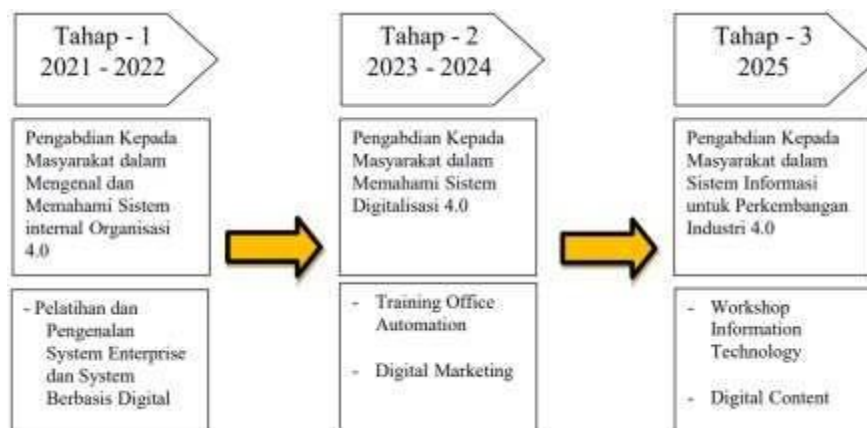 Tahap - 1
2021 - 2022
Pengabdian Kepada
Masyarakat dalam
Mengenal dan
Memahami Sistem
internal Organisasi
4.0
- Pelatihan dan
Pengenalan
System Enterprise
dan System
Berbasis Digital
Tahap - 2
2023 - 2024
Pengabdian Kepada
Masyarakat dalam
Memahami Sistem
Digitalisasi 4.0
- Training Office
Automation
- Digital Marketing
Tahap - 3
2025
Pengabdian Kepada
Masyarakat dalam
Sistem Informasi
untuk Perkembangan
Industri 4.0
- Workshop
Information
Technology
- Digital Content